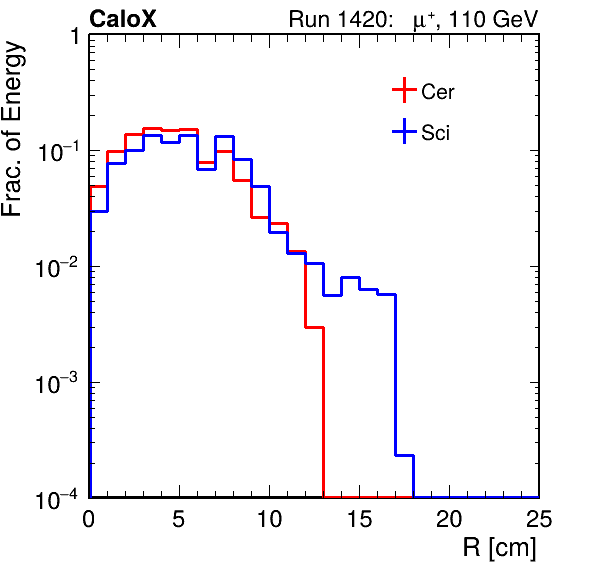 CaloX Run 1420: μ⁺, 110 GeV
Frac. of Energy
1
10⁻¹
10⁻²
10⁻³
10⁻⁴
Cer
Sci
0 5 10 15 20 25
R [cm]